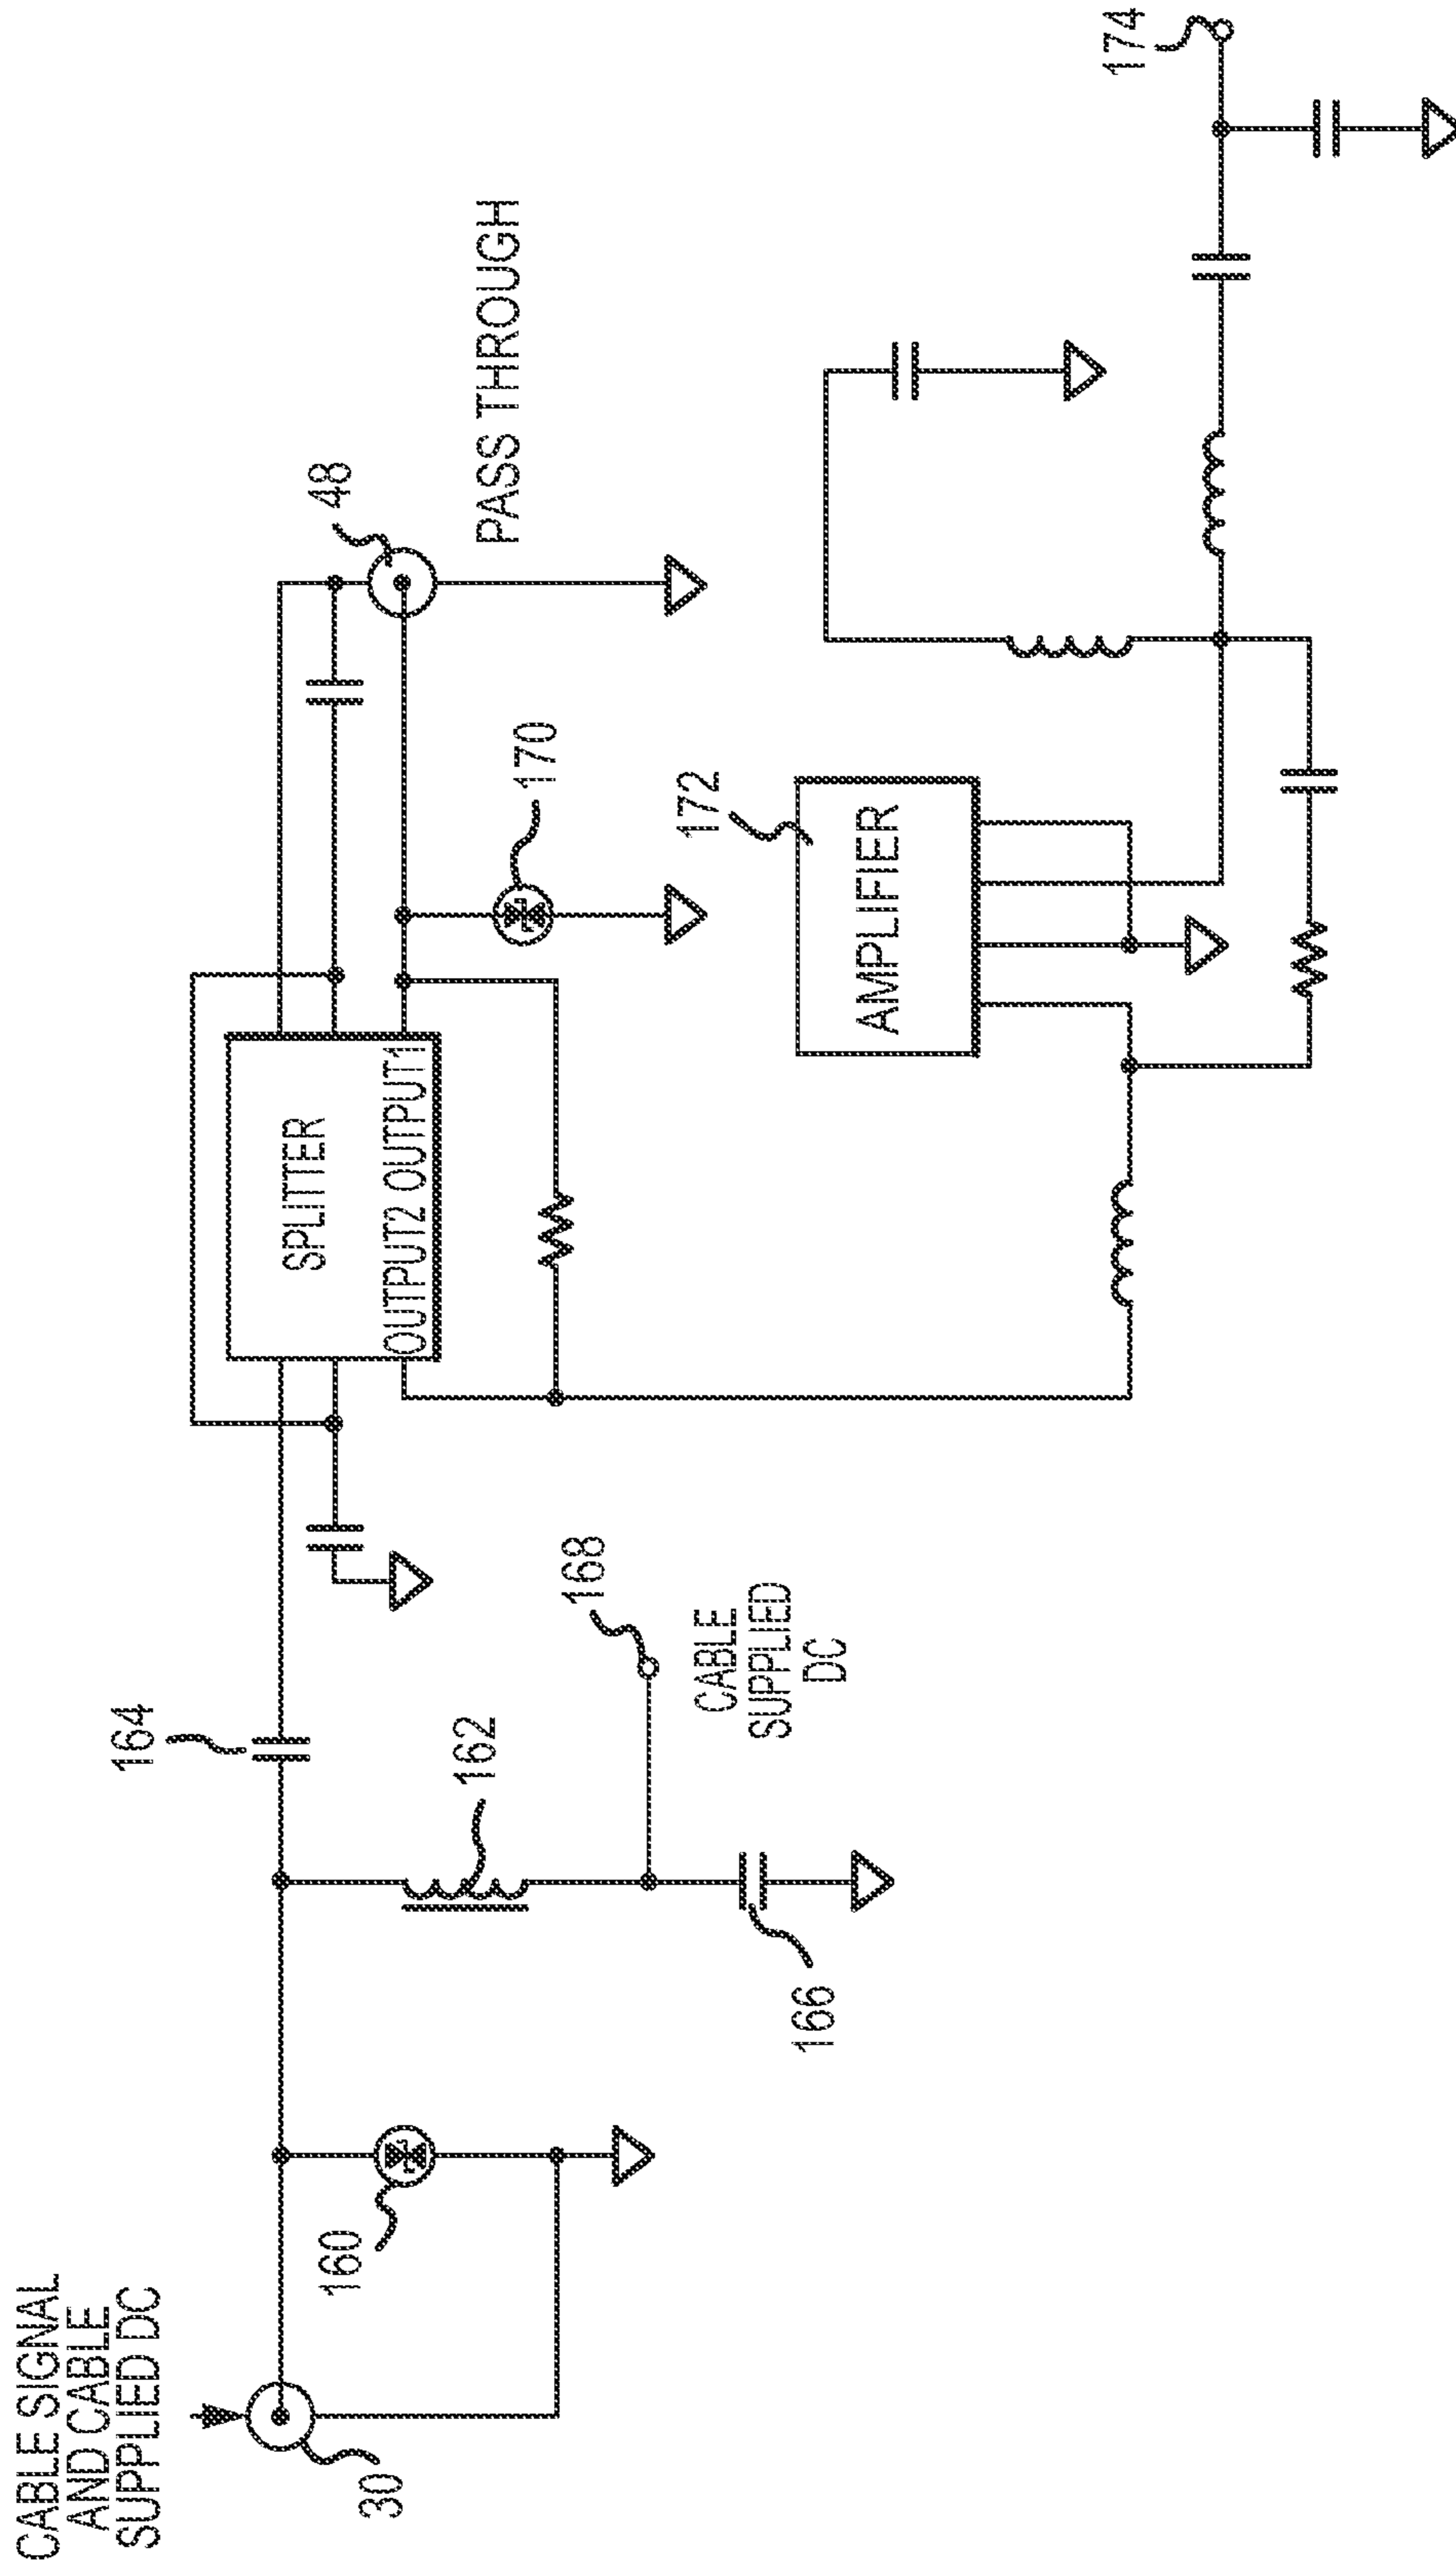 CABLE SIGNAL
AND CABLE
SUPPLIED DC
30
160
164
162
166
168
CABLE
SUPPLIED
DC
SPLITTER
OUTPUT2 OUTPUT1
48
PASS THROUGH
170
172
AMPLIFIER
174